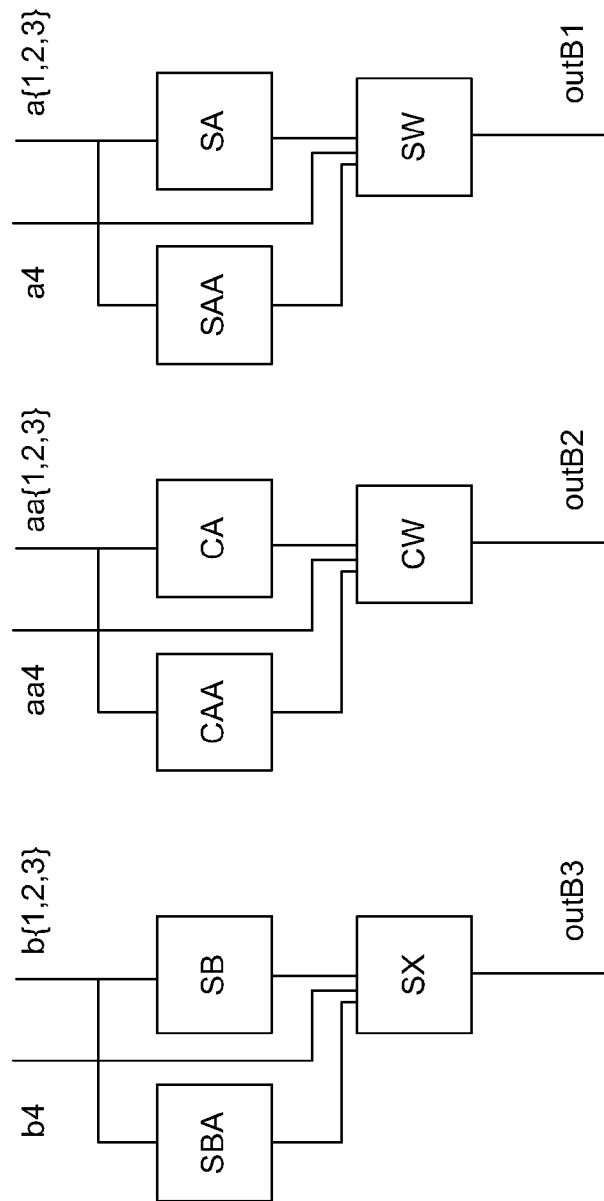 a{1,2,3}
SA
SW
outB1
a4
SAA
aa{1,2,3}
CA
CW
outB2
aa4
CAA
b{1,2,3}
SB
SX
outB3
b4
SBA